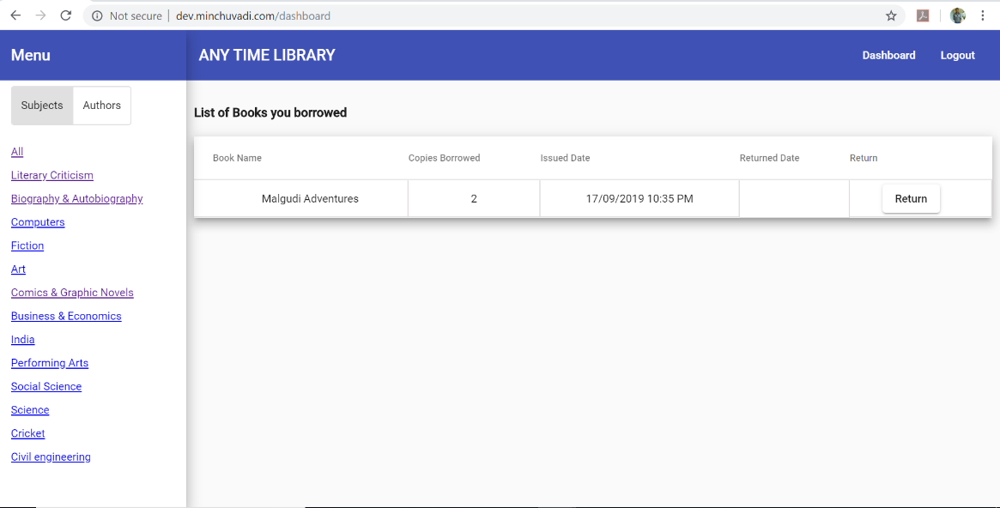 Not secure | dev.minchuvadi.com/dashboard
Menu
ANY TIME LIBRARY
Dashboard
Logout
Subjects
Authors
All
Literary Criticism
Biography & Autobiography
Computers
Fiction
Art
Comics & Graphic Novels
Business & Economics
India
Performing Arts
Social Science
Science
Cricket
Civil engineering
List of Books you borrowed
Book Name Copies Borrowed Issued Date Returned Date Return
Malgudi Adventures 2 17/09/2019 10:35 PM Return